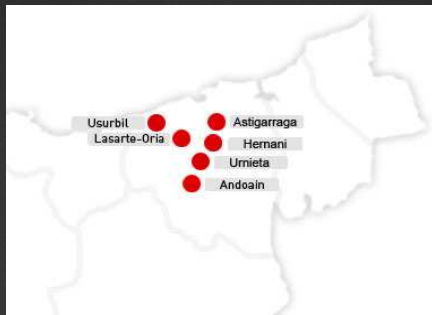 Usurbil
Astigarraga
Lasarte-Oria
Hernani
Urnieta
Andoain